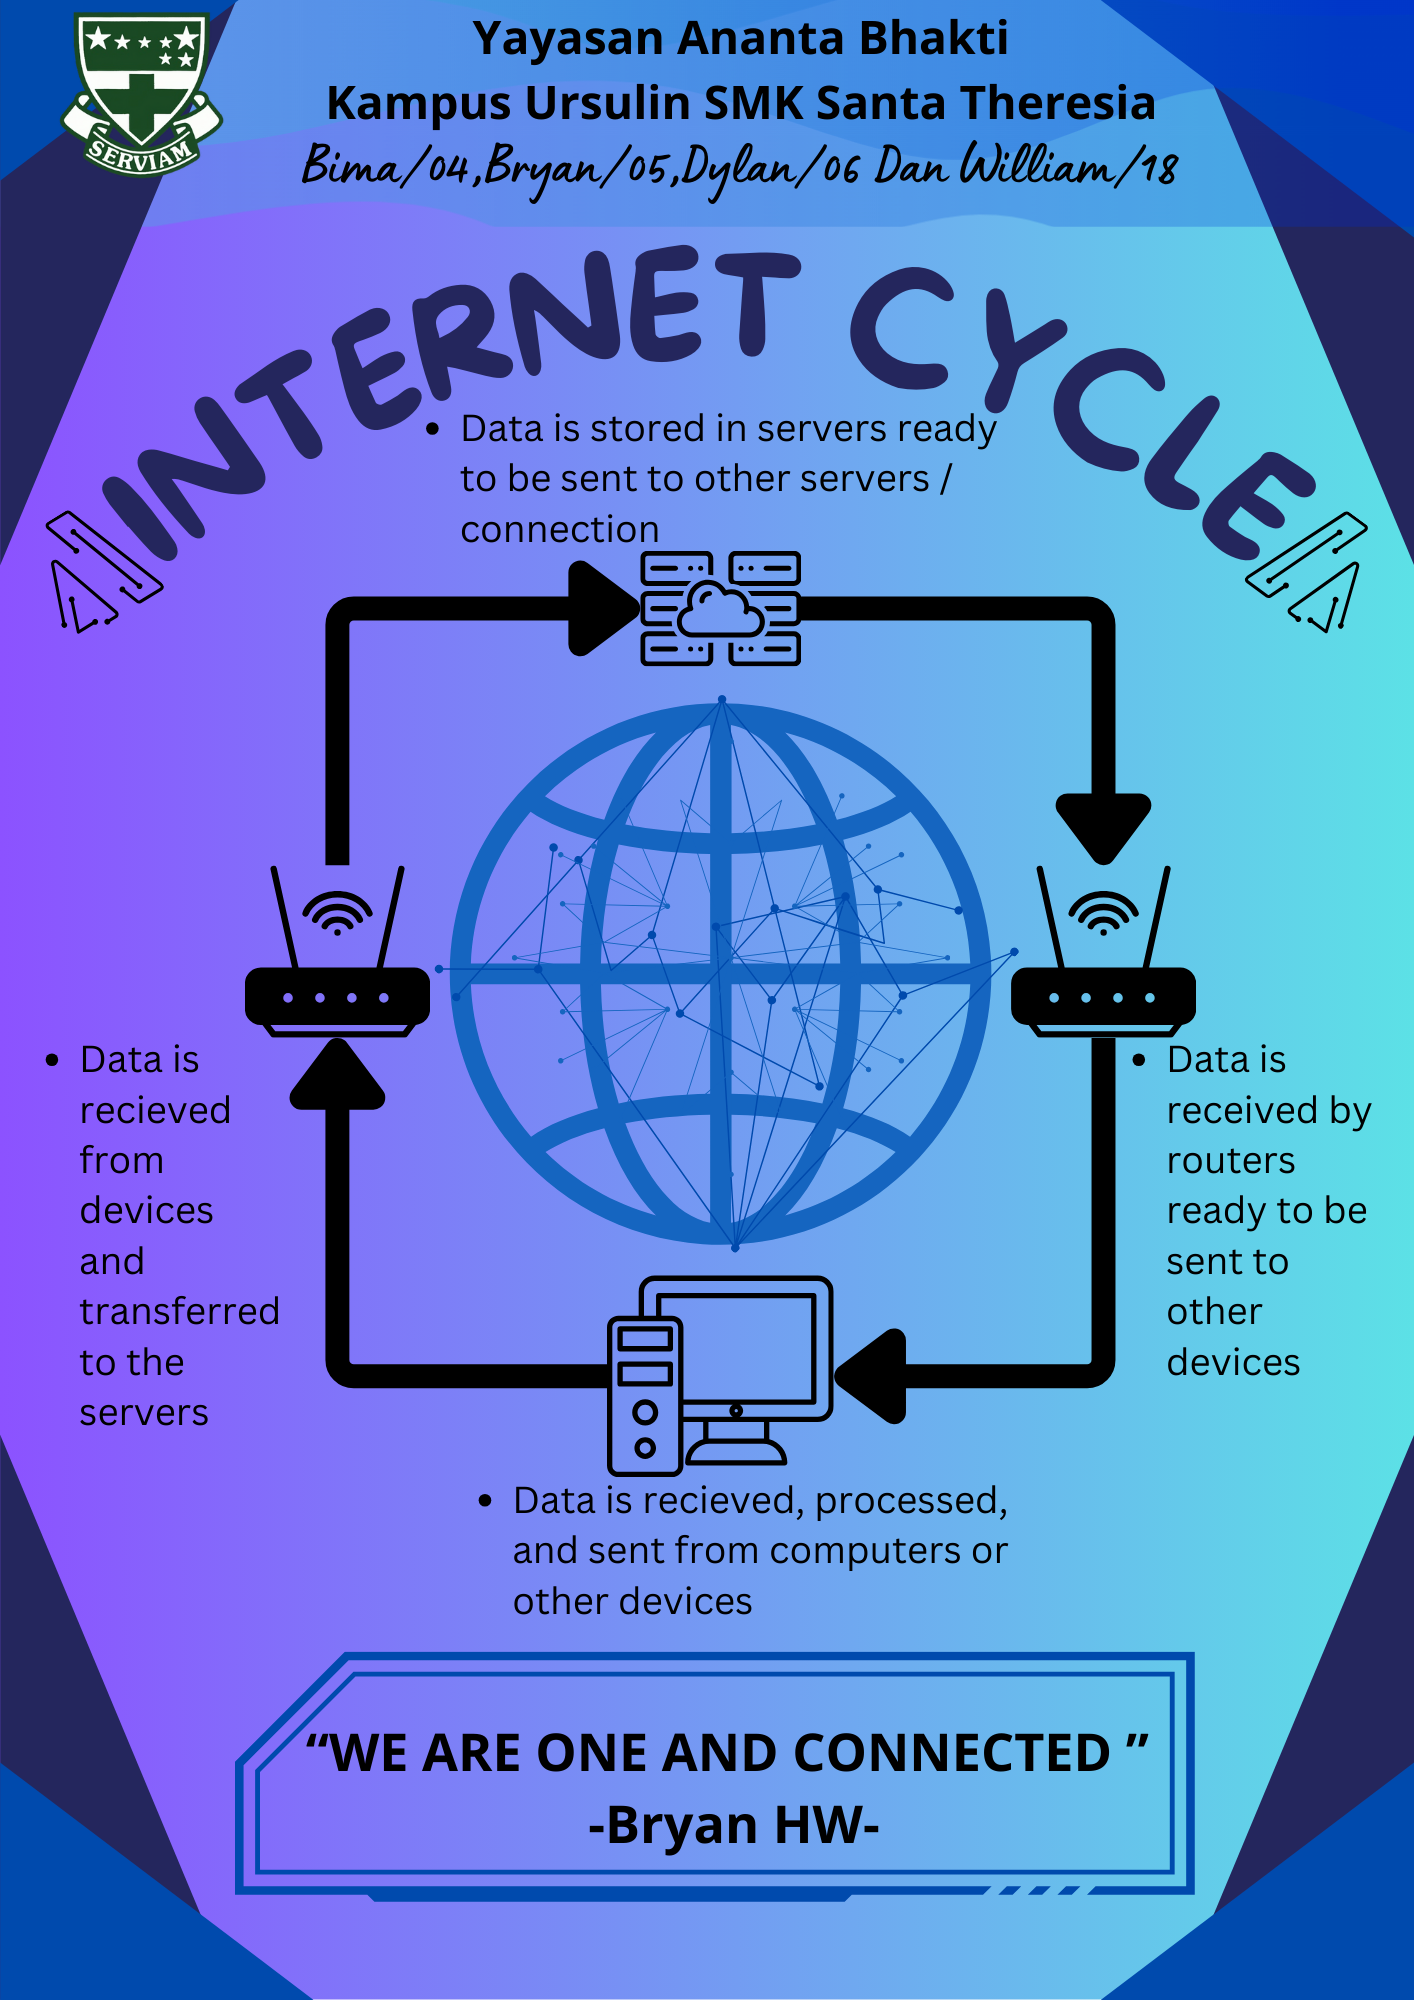 SERVIAM
Yayasan Ananta Bhakti
Kampus Ursulin SMK Santa Theresia
Bima/04,Bryan/05,Dylan/06 Dan William/18
INTERNET CYCLE
• Data is stored in servers ready
to be sent to other servers /
connection
• Data is
recieved
from
devices
and
transferred
to the
servers
• Data is
received by
routers
ready to be
sent to
other
devices
• Data is recieved, processed,
and sent from computers or
other devices
“WE ARE ONE AND CONNECTED ”
-Bryan HW-